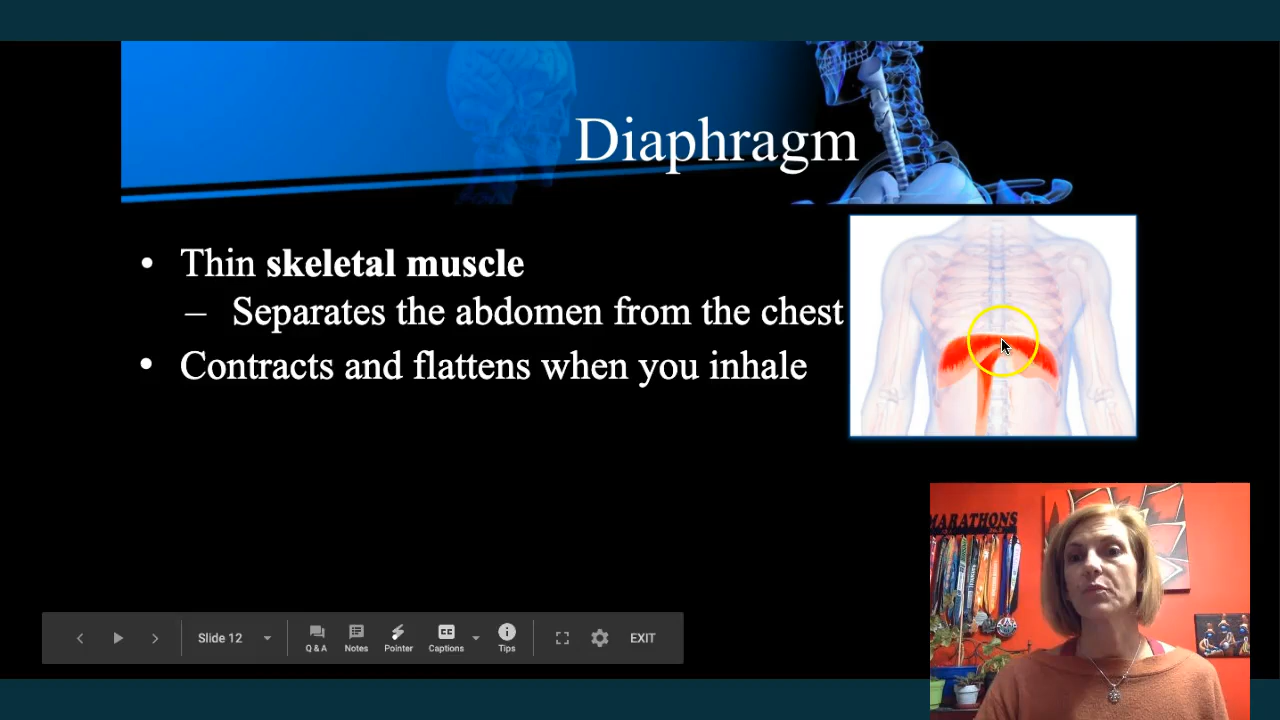 Diaphragm
• Thin skeletal muscle
– Separates the abdomen from the chest
• Contracts and flattens when you inhale
MARATHONS
Slide 12
Q & A
Notes
Pointer
CC
Captions
Tips
EXIT